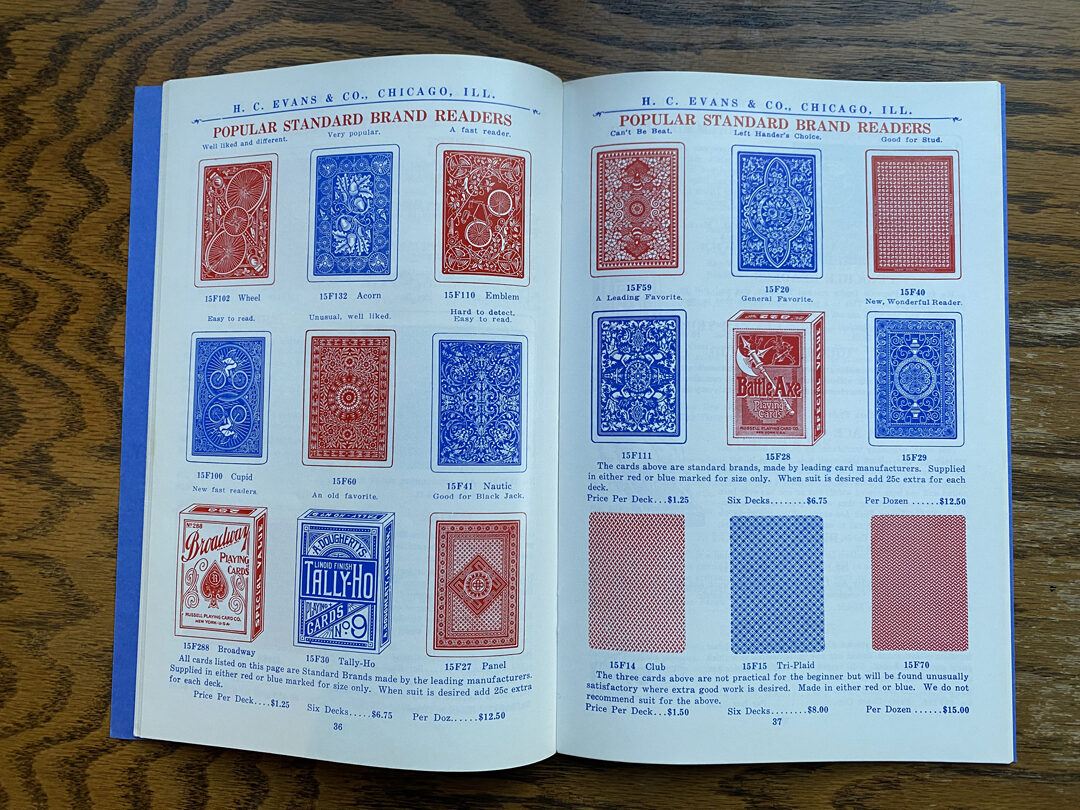 H. C. EVANS & CO., CHICAGO, ILL.
POPULAR STANDARD BRAND READERS
Well liked and different.
Very popular.
A fast reader.
15F102 Wheel
15F132 Acorn
15F110 Emblem
Easy to read.
Unusual, well liked.
Hard to detect.
Easy to read.
15F100 Cupid
15F60
15F41 Nautic
New fast readers
An old favorite.
Good for Black Jack.
Nº 288
Broadway
PLAYING
CARDS
RUSSELL PLAYING CARD CO.
NEW YORK·U·S·A
A. DOUGHERTY'S
LINOID FINISH
TALLY-HO
PLAYING
CARDS
Nº 9
15F288 Broadway
15F30 Tally-Ho
15F27 Panel
All cards listed on this page are Standard Brands made by the leading manufacturers.
Supplied in either red or blue marked for size only. When suit is desired add 25c extra
for each deck.
Price Per Deck....$1.25
Six Decks.....$6.75
Per Doz.....$12.50
36
H. C. EVANS & CO., CHICAGO, ILL.
POPULAR STANDARD BRAND READERS
Can't Be Beat.
Left Hander's Choice.
Good for Stud.
15F59
15F20
15F40
A Leading Favorite.
General Favorite.
New, Wonderful Reader.
Battle Axe
Playing
Cards
RUSSELL PLAYING CARD CO.
NEW YORK U.S.A.
15F111
15F28
15F29
The cards above are standard brands, made by leading card manufacturers. Supplied
in either red or blue marked for size only. When suit is desired add 25c extra for each
deck.
Price Per Deck...$1.25
Six Decks........$6.75
Per Dozen ......$12.50
15F14 Club
15F15 Tri-Plaid
15F70
The three cards above are not practical for the beginner but will be found unusually
satisfactory where extra good work is desired. Made in either red or blue. We do not
recommend suit for the above.
Price Per Deck...$1.50
Six Decks........$8.00
Per Dozen ......$15.00
37